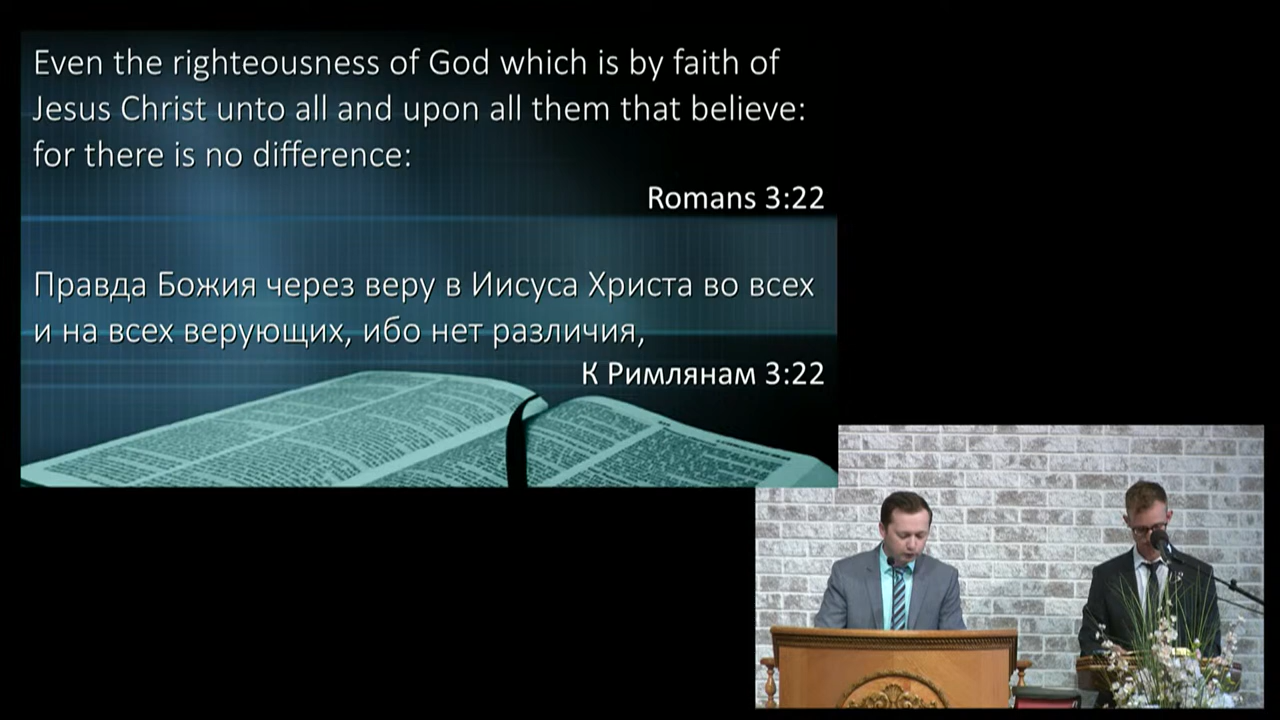 Even the righteousness of God which is by faith of
Jesus Christ unto all and upon all them that believe:
for there is no difference:
Romans 3:22
Правда Божия через веру в Иисуса Христа во всех
и на всех верующих, ибо нет различия,
К Римлянам 3:22